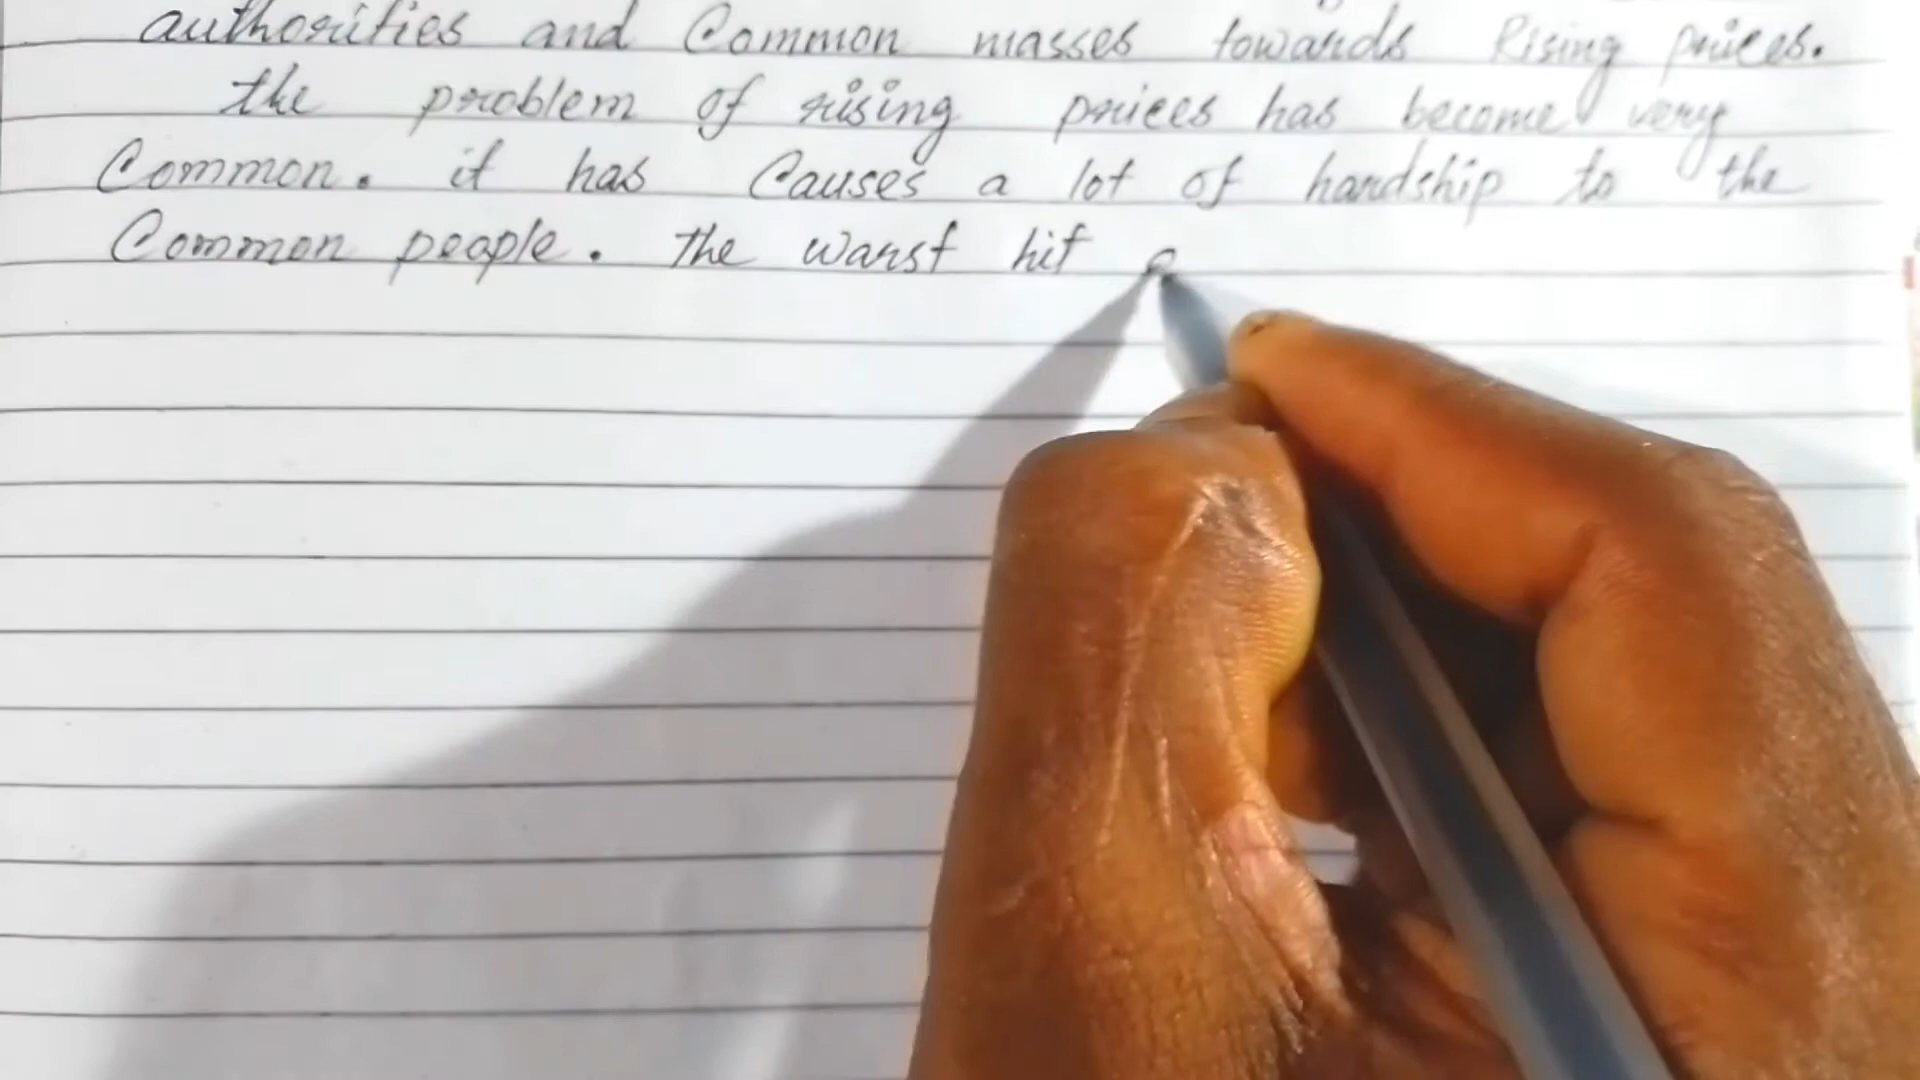 authorities and Common masses towards Rising prices.
the problem of rising prices has become very
Common. it has Causes a lot of hardship to the
Common people. The warst hit